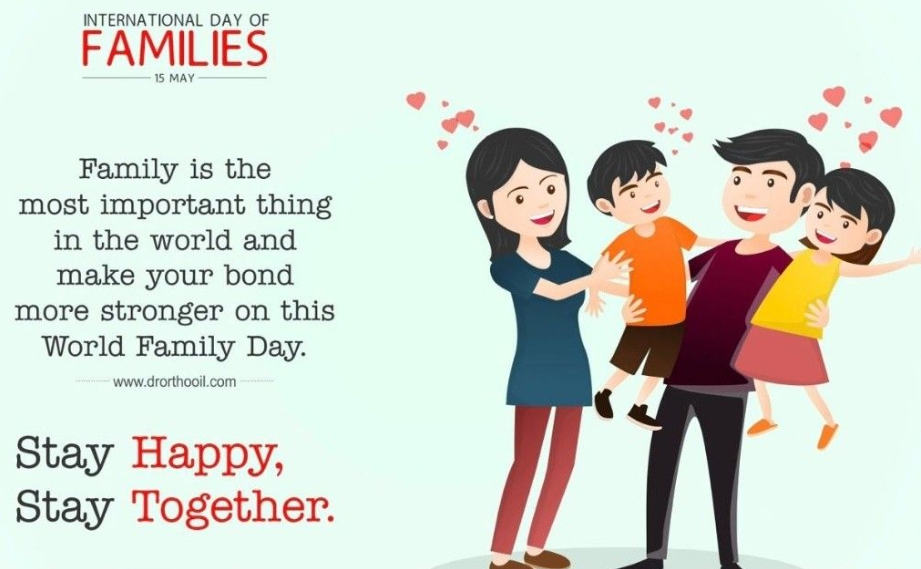 INTERNATIONAL DAY OF
FAMILIES
15 MAY
Family is the
most important thing
in the world and
make your bond
more stronger on this
World Family Day.
www.drorthooil.com
Stay Happy,
Stay Together.